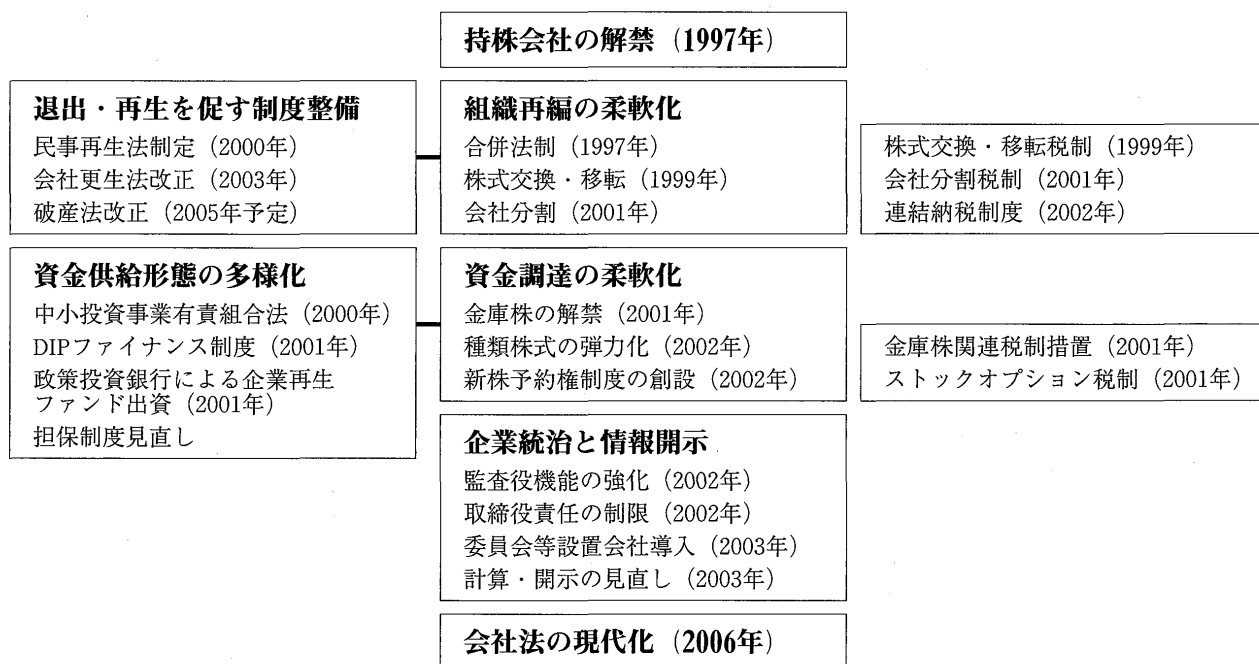 持株会社の解禁（1997年）
退出・再生を促す制度整備
民事再生法制定（2000年）
会社更生法改正（2003年）
破産法改正（2005年予定）
組織再編の柔軟化
合併法制（1997年）
株式交換・移転（1999年）
会社分割（2001年）
株式交換・移転税制（1999年）
会社分割税制（2001年）
連結納税制度（2002年）
資金供給形態の多様化
中小投資事業有責組合法（2000年）
DIPファイナンス制度（2001年）
政策投資銀行による企業再生
ファンド出資（2001年）
担保制度見直し
資金調達の柔軟化
金庫株の解禁（2001年）
種類株式の弾力化（2002年）
新株予約権制度の創設（2002年）
金庫株関連税制措置（2001年）
ストックオプション税制（2001年）
企業統治と情報開示
監査役機能の強化（2002年）
取締役責任の制限（2002年）
委員会等設置会社導入（2003年）
計算・開示の見直し（2003年）
会社法の現代化（2006年）